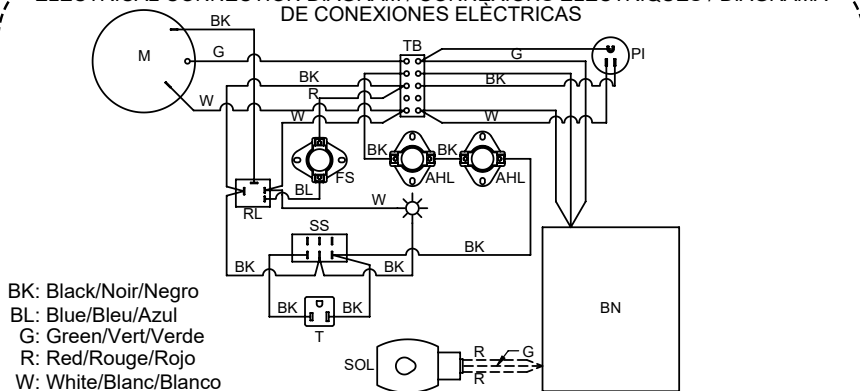 DE CONEXIONES ELÈCTRICAS
BK
M
G
TB
G
PI
BK
BK
R
W
W
W
BK
BK
FS
AHL
AHL
BL
RL
W
SS
BK
BK
BK
BN
BK
BK
T
BK: Black/Noir/Negro
BL: Blue/Bleu/Azul
G: Green/Vert/Verde
R: Red/Rouge/Rojo
W: White/Blanc/Blanco
SOL
R
G
R